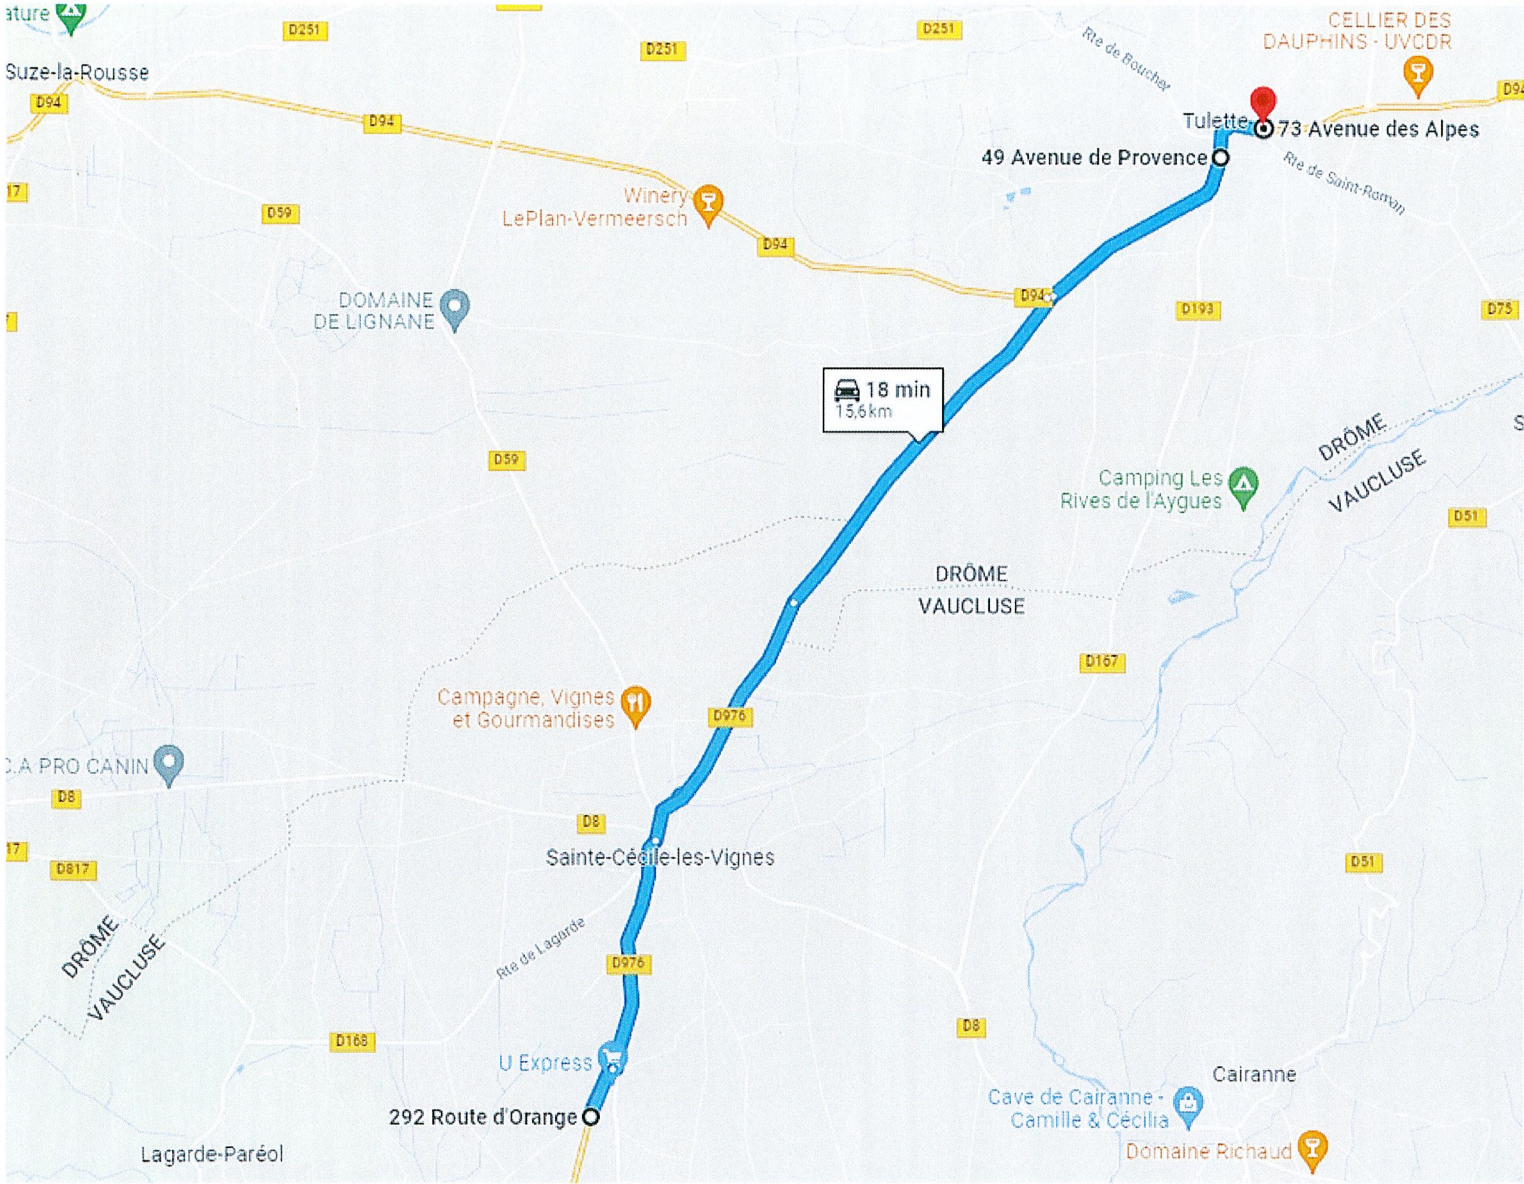 ature
D251
D251
D251
Rte de Boucher
CELLIER DES
DAUPHINS - UVCDR
Suze-la-Rousse
D94
D94
D94
Tulette
73 Avenue des Alpes
49 Avenue de Provence
Rte de Saint-Roman
17
D59
Winery
LePlan-Vermeersch
D94
DOMAINE
DE LIGNANE
D94
D193
D75
7
18 min
15,6 km
DRÔME
VAUCLUSE
S
D59
Camping Les
Rives de l'Aygues
D51
DRÔME
VAUCLUSE
D167
Campagne, Vignes
et Gourmandises
D976
C.A PRO CANIN
D8
D8
17
D817
Sainte-Cécile-les-Vignes
D51
DRÔME
VAUCLUSE
Rte de Lagarde
D976
D168
D8
U Express
Cairanne
Cave de Cairanne -
Camille & Cécilia
292 Route d'Orange
Lagarde-Paréol
Domaine Richaud